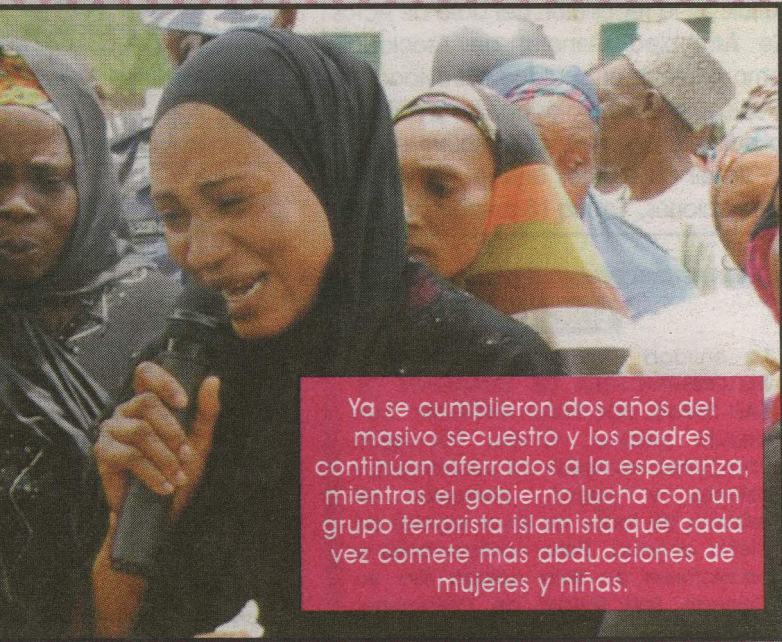 Ya se cumplieron dos años del
masivo secuestro y los padres
continúan aferrados a la esperanza,
mientras el gobierno lucha con un
grupo terrorista islamista que cada
vez comete más abducciones de
mujeres y niñas.